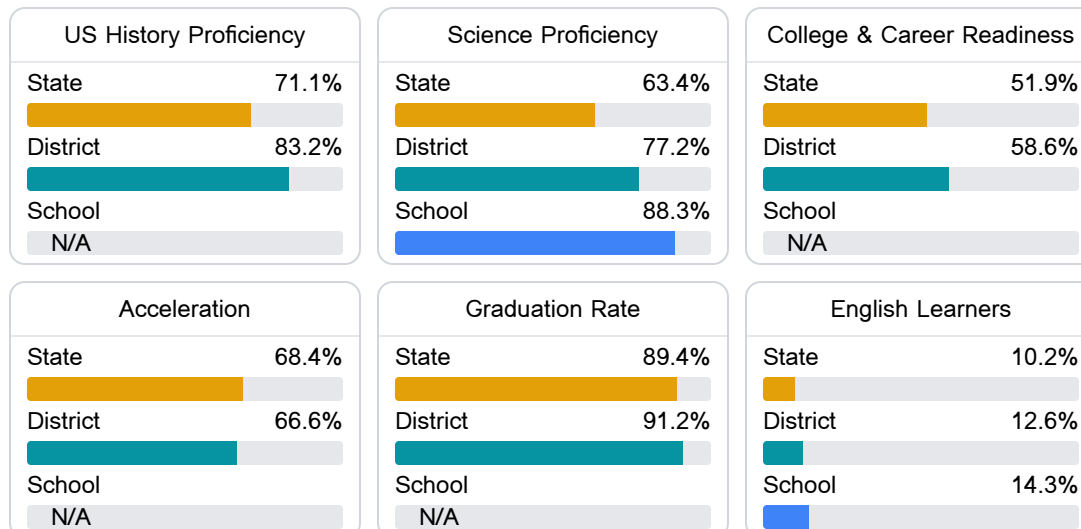 US History Proficiency
State 71.1%
District 83.2%
School
N/A
Science Proficiency
State 63.4%
District 77.2%
School 88.3%
College & Career Readiness
State 51.9%
District 58.6%
School
N/A
Acceleration
State 68.4%
District 66.6%
School
N/A
Graduation Rate
State 89.4%
District 91.2%
School
N/A
English Learners
State 10.2%
District 12.6%
School 14.3%